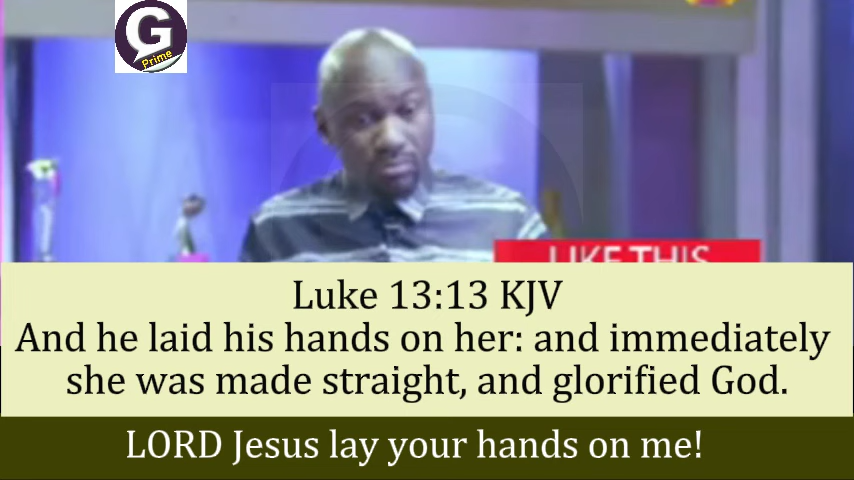 G
Prime
LIKE THIS
Luke 13:13 KJV
And he laid his hands on her: and immediately
she was made straight, and glorified God.
LORD Jesus lay your hands on me!